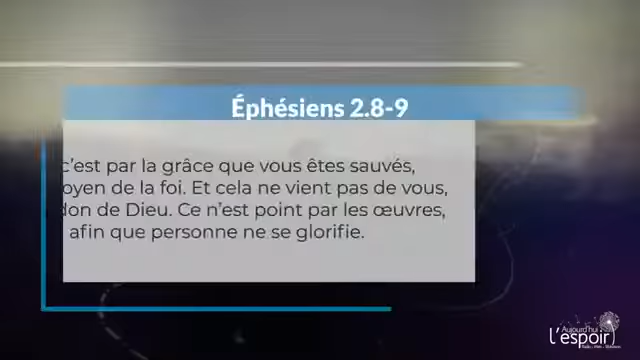 Éphésiens 2.8-9
c'est par la grâce que vous êtes sauvés,
oyen de la foi. Et cela ne vient pas de vous,
don de Dieu. Ce n'est point par les œuvres,
afin que personne ne se glorifie.
Aujourd'hui
l'espoir